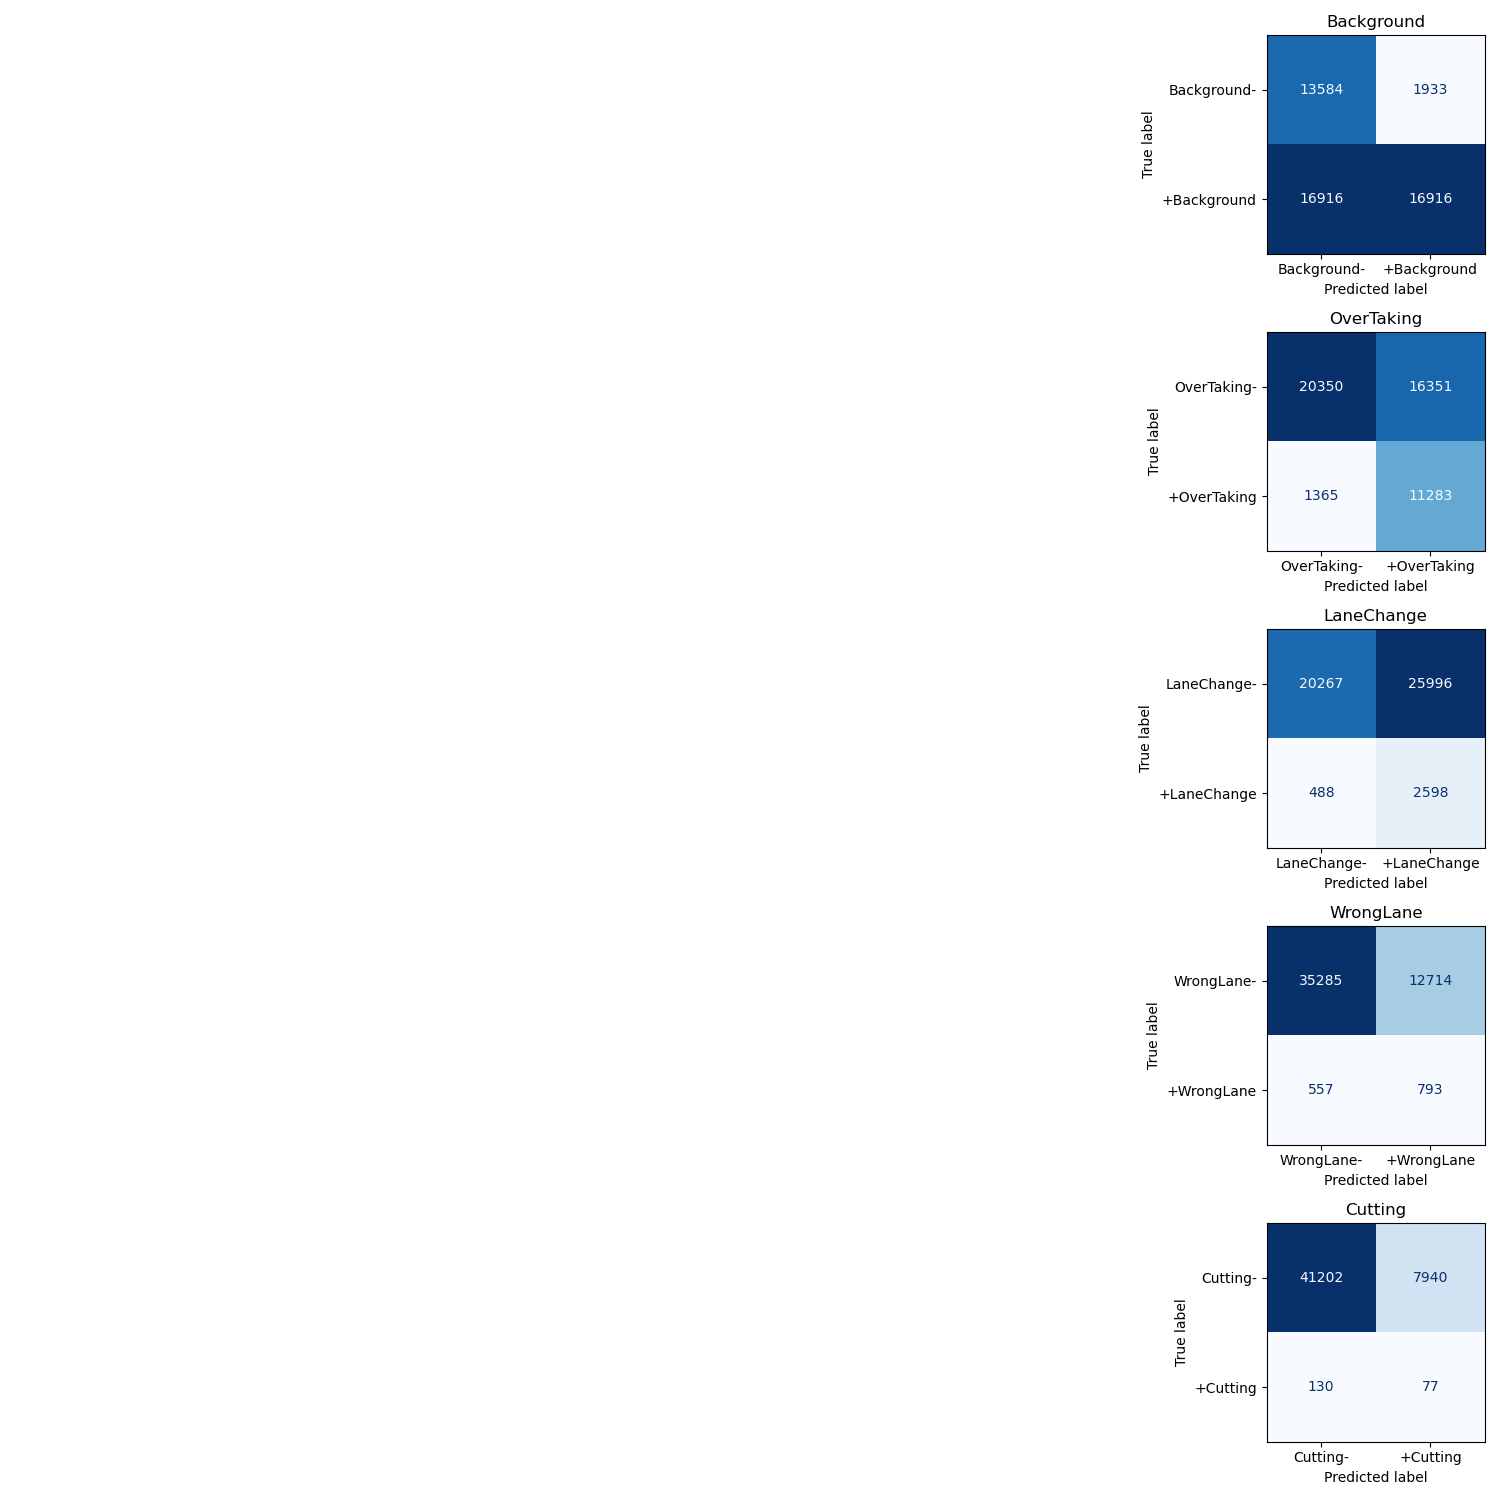 Background
Background- 13584 1933
True label
+Background 16916 16916
Background- +Background
Predicted label
OverTaking
OverTaking- 20350 16351
True label
+OverTaking 1365 11283
OverTaking- +OverTaking
Predicted label
LaneChange
LaneChange- 20267 25996
True label
+LaneChange 488 2598
LaneChange- +LaneChange
Predicted label
WrongLane
WrongLane- 35285 12714
True label
+WrongLane 557 793
WrongLane- +WrongLane
Predicted label
Cutting
Cutting- 41202 7940
True label
+Cutting 130 77
Cutting- +Cutting
Predicted label